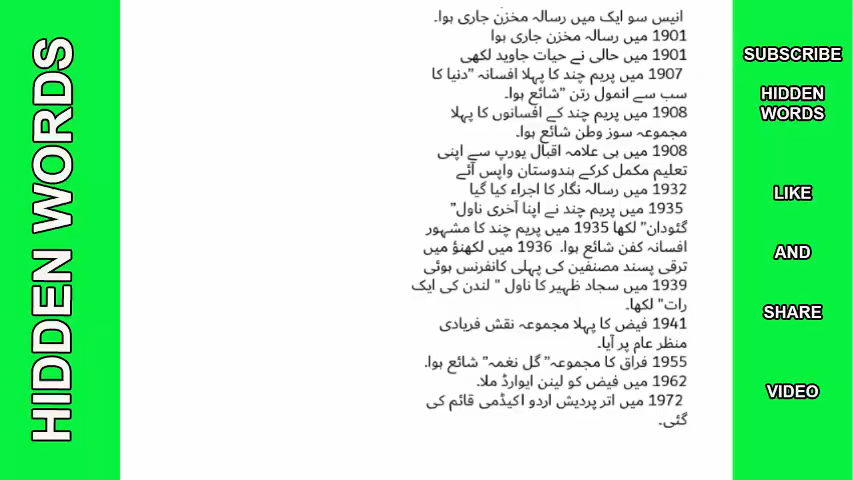 HIDDEN WORDS
انیس سو ایک میں رسالہ مخزن جاری ہوا۔
1901 میں رسالہ مخزن جاری ہوا
1901 میں حالی نے حیات جاوید لکھی
1907 میں پریم چند کا پہلا افسانہ "دنیا کا
سب سے انمول رتن "شائع ہوا۔
1908 میں پریم چند کے افسانوں کا پہلا
مجموعہ سوز وطن شائع ہوا۔
1908 میں ہی علامہ اقبال یورپ سے اپنی
تعلیم مکمل کرکے ہندوستان واپس آئے
1932 میں رسالہ نگار کا اجراء کیا گیا
1935 میں پریم چند نے اپنا آخری ناول"
گئودان" لکھا 1935 میں پریم چند کا مشہور
افسانہ کفن شائع ہوا۔ 1936 میں لکھنؤ میں
ترقی پسند مصنفین کی پہلی کانفرنس ہوئی
1939 میں سجاد ظہیر کا ناول " لندن کی ایک
رات" لکھا۔
1941 فیض کا پہلا مجموعہ نقش فریادی
منظر عام پر آیا۔
1955 فراق کا مجموعہ" گل نغمہ" شائع ہوا۔
1962 میں فیض کو لینن ایوارڈ ملا۔
1972 میں اتر پردیش اردو اکیڈمی قائم کی
گئی۔
SUBSCRIBE
HIDDEN
WORDS
LIKE
AND
SHARE
VIDEO